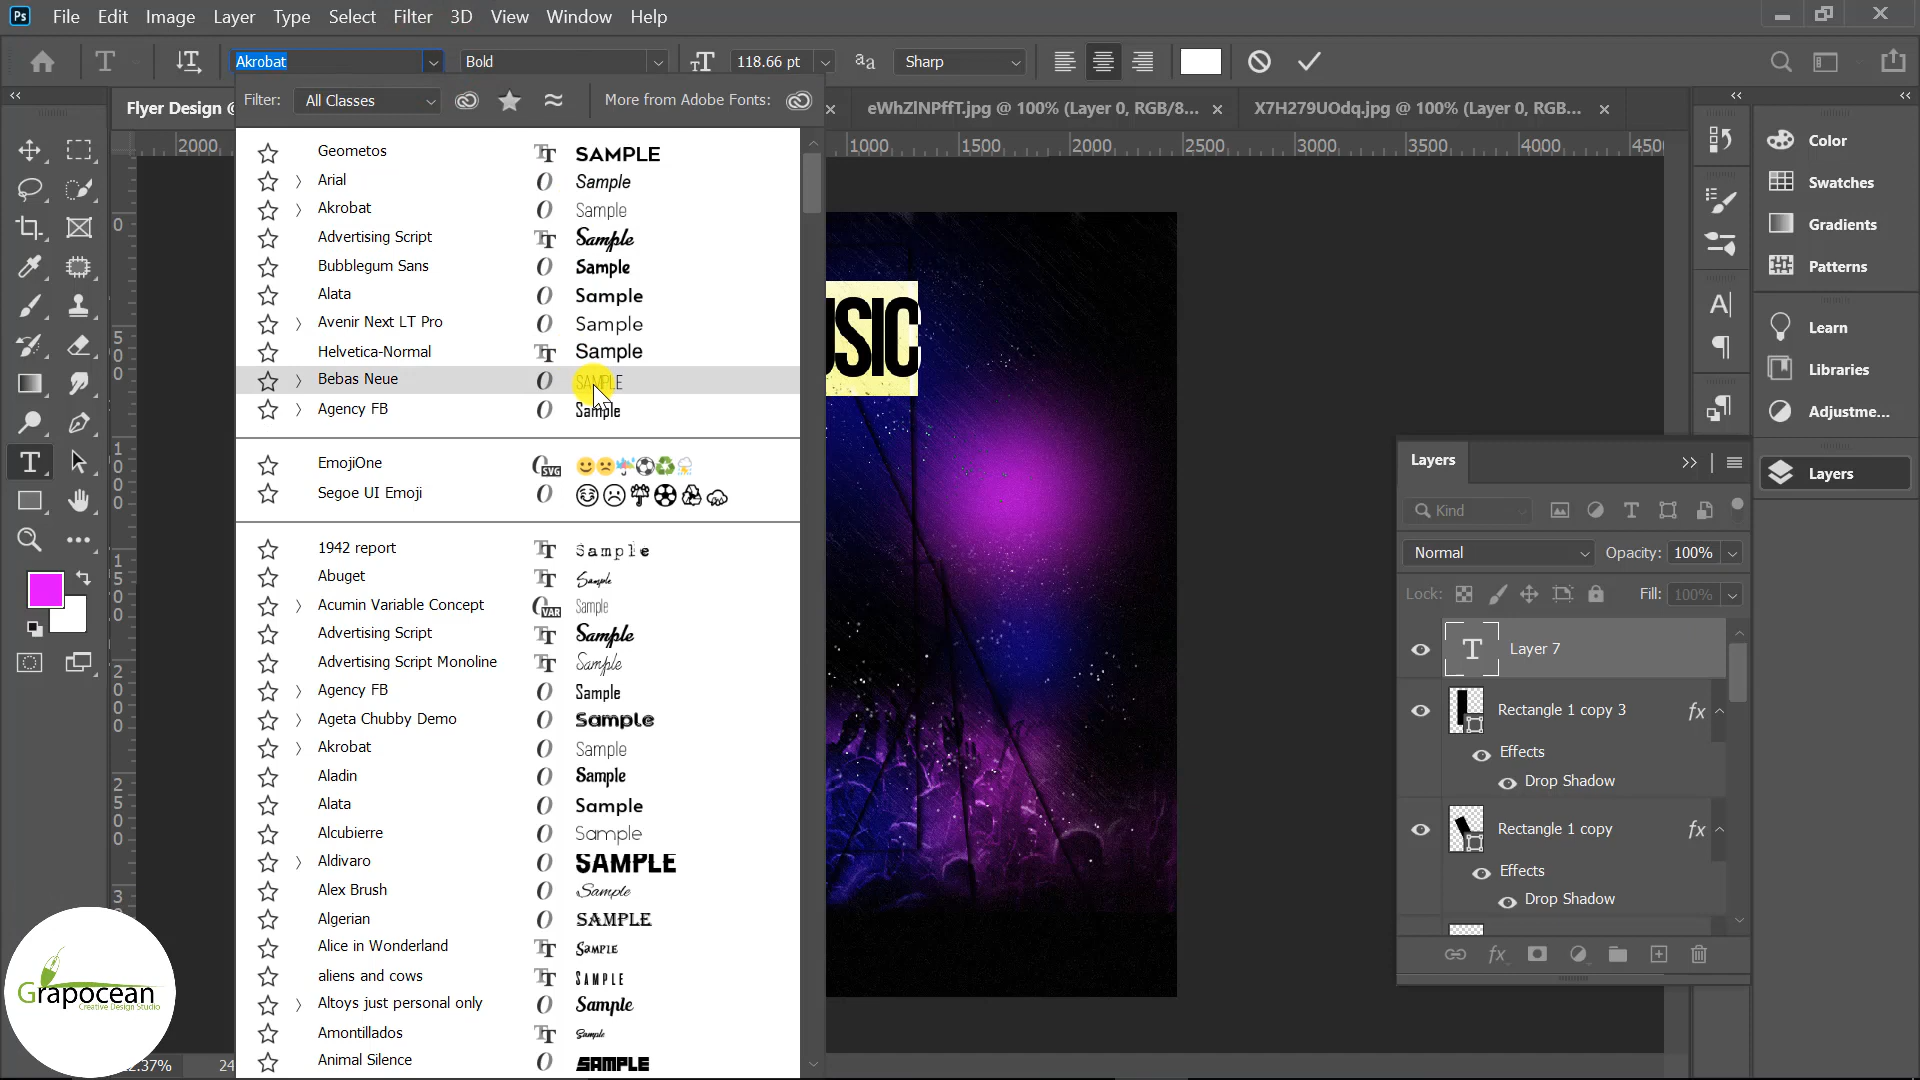 Ps File Edit Image Layer Type Select Filter 3D View Window Help
Akrobat Bold 118.66 pt Sharp
Filter: All Classes More from Adobe Fonts:
Flyer Design @ eWhZlNPffT.jpg @ 100% (Layer 0, RGB/8... X7H279UOdq.jpg @ 100% (Layer 0, RGB...
2000 1000 1500 2000 2500 3000 3500 4000 450
Geometos SAMPLE
Arial Sample
Akrobat Sample
Advertising Script Sample
Bubblegum Sans Sample
Alata Sample
Avenir Next LT Pro Sample
Helvetica-Normal Sample
Bebas Neue SAMPLE
Agency FB Sample
EmojiOne
Segoe UI Emoji
1942 report Sample
Abuget Sample
Acumin Variable Concept Sample
Advertising Script Sample
Advertising Script Monoline Sample
Agency FB Sample
Ageta Chubby Demo Sample
Akrobat Sample
Aladin Sample
Alata Sample
Alcubierre Sample
Aldivaro SAMPLE
Alex Brush Sample
Algerian SAMPLE
Alice in Wonderland Sample
aliens and cows SAMPLE
Altoys just personal only Sample
Amontillados Sample
Animal Silence SAMPLE
USIC
Color
Swatches
Gradients
Patterns
Learn
Libraries
Adjustme...
Layers
Layers
Kind
Normal Opacity: 100%
Lock: Fill: 100%
Layer 7
Rectangle 1 copy 3 fx
Effects
Drop Shadow
Rectangle 1 copy fx
Effects
Drop Shadow
Grapocean
Creative Design Studio
2.37% 24